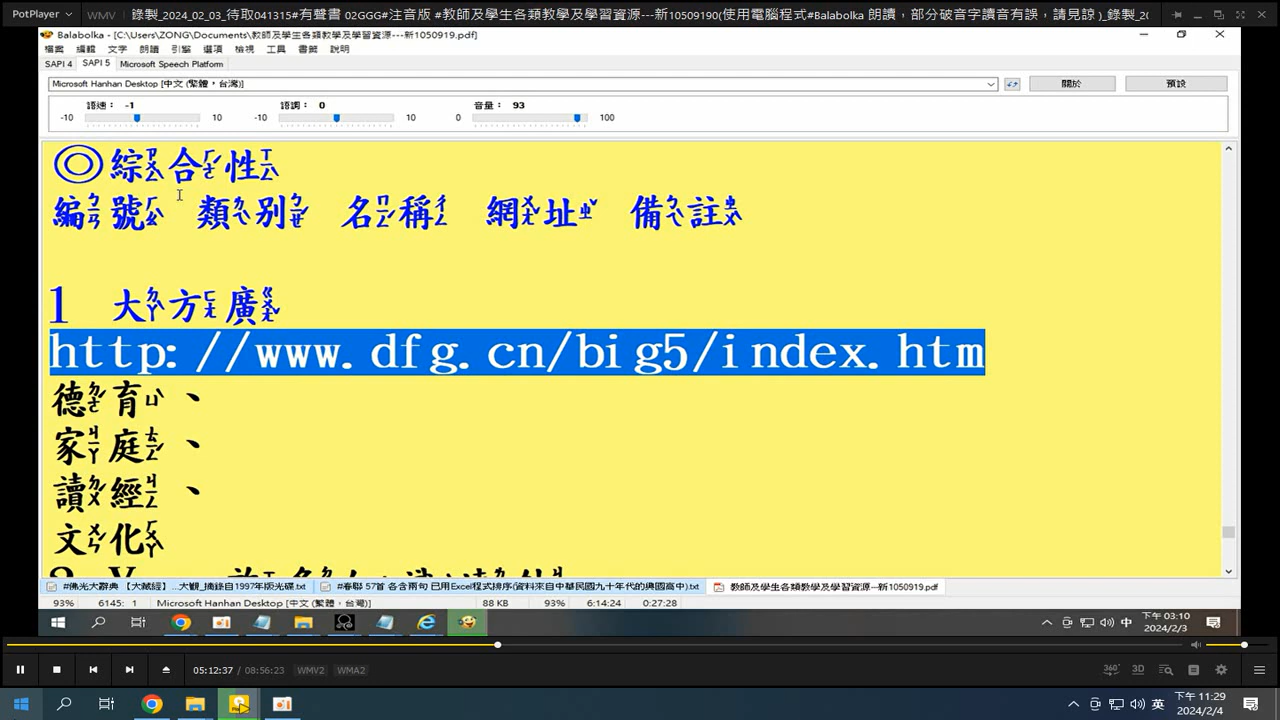 PotPlayer WMV 錄製_2024_02_03_待取041315#有聲書 02GGG#注音版 #教師及學生各類教學及學習資源---新10509190(使用電腦程式#Balabolka 朗讀，部分破音字讀音有誤，請見諒 )_錄製_20
Balabolka - [C:\Users\ZONG\Documents\教師及學生各類教學及學習資源---新1050919.pdf]
檔案 編輯 文字 朗讀 引擎 選項 檢視 工具 書籤 說明
SAPI 4 SAPI 5 Microsoft Speech Platform
Microsoft Hanhan Desktop [中文 (繁體，台灣)] 關於 預設
語速： -1 語調： 0 音量： 93
-10 10 -10 10 0 100
◎綜合性
編號 類別 名稱 網址 備註
1 大方廣
http://www.dfg.cn/big5/index.htm
德育、
家庭、
讀經、
文化
#佛光大辭典 【大藏經】...大觀_摘錄自1997年版光碟.txt #春聯 57首 各含兩句 已用Excel程式排序(資料來自中華民國九十年代的典國高中).txt 教師及學生各類教學及學習資源---新1050919.pdf
93% 6145: 1 Microsoft Hanhan Desktop [中文 (繁體，台灣)] 88 KB 93% 6:14:24 0:27:28
中 下午 03:10
2024/2/3
05:12:37 / 08:56:23 WMV2 WMA2 360° 3D
英 下午 11:29
2024/2/4